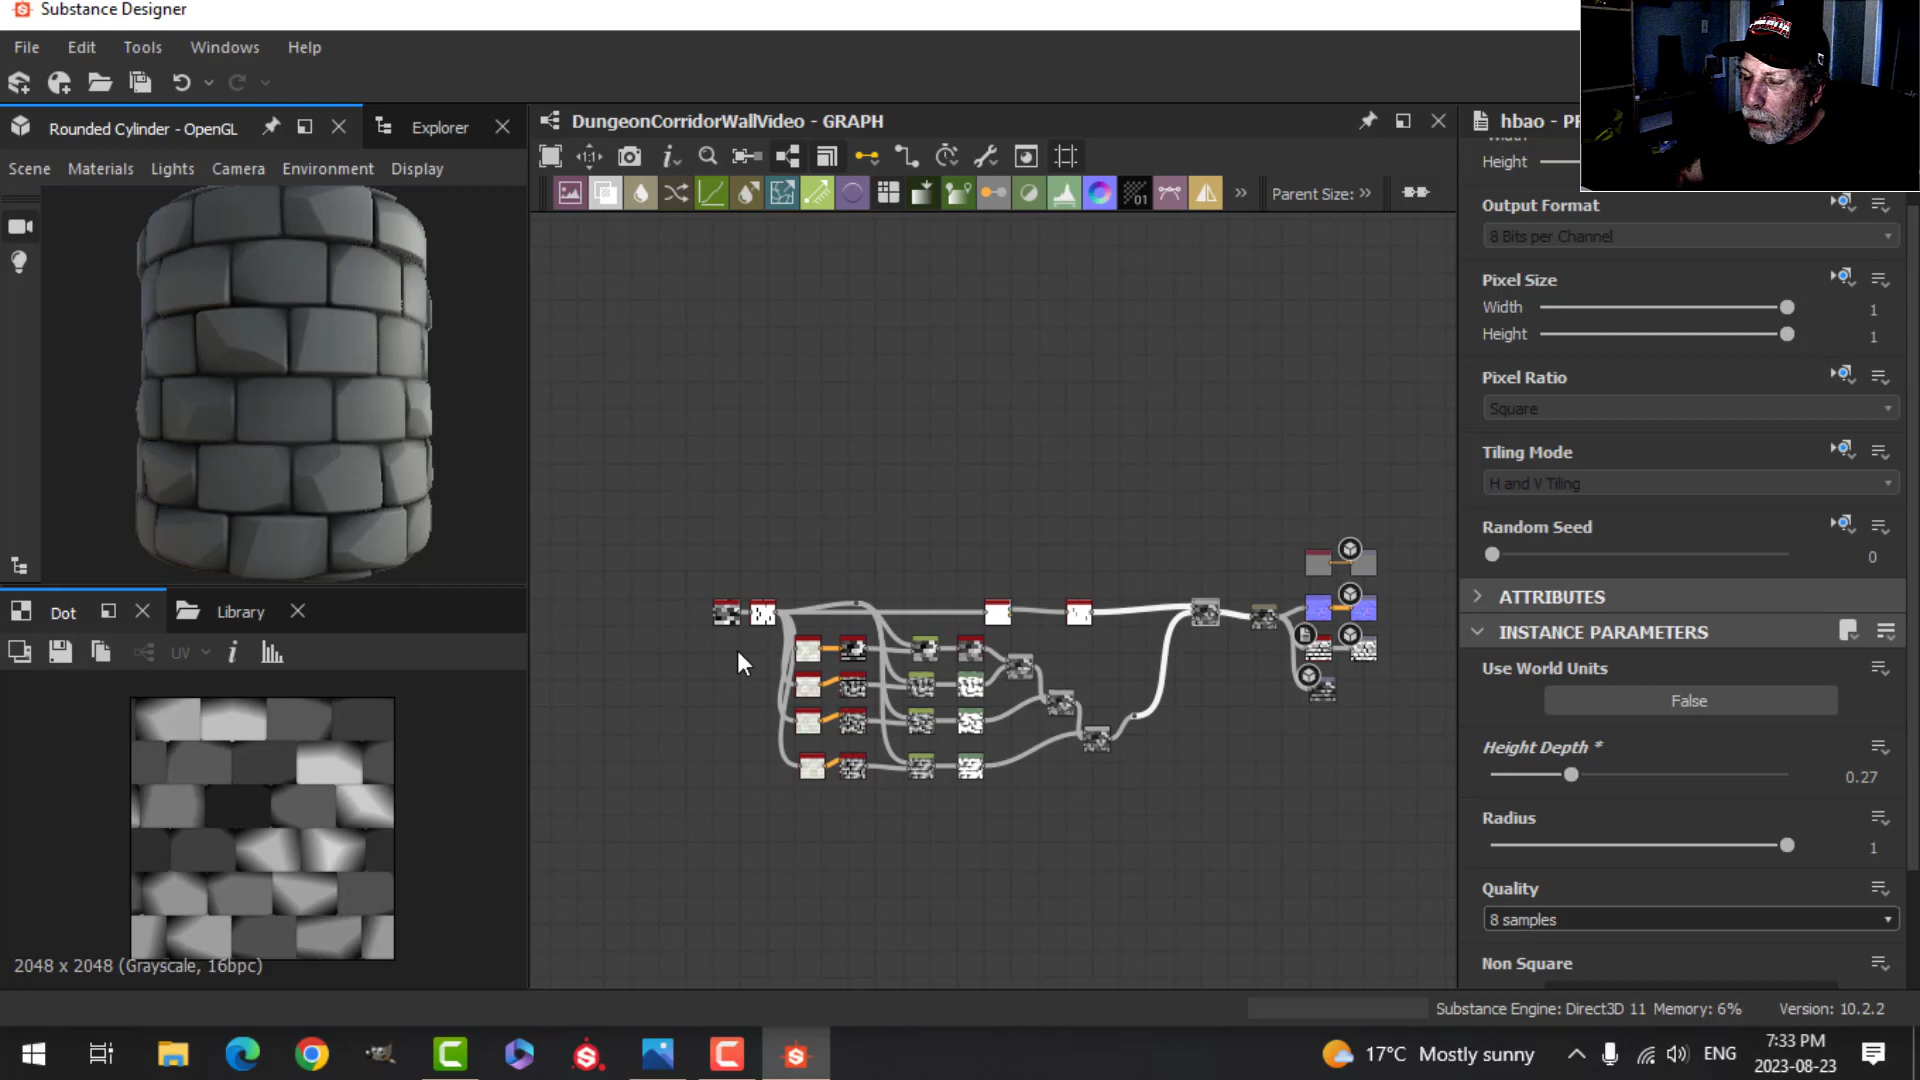 Substance Designer
File Edit Tools Windows Help
Rounded Cylinder - OpenGL
Explorer
DungeonCorridorWallVideo - GRAPH
Scene Materials Lights Camera Environment Display
Parent Size:
01
Dot
Library
UV
2048 x 2048 (Grayscale, 16bpc)
hbao - P
Height
Output Format
8 Bits per Channel
Pixel Size
Width 1
Height 1
Pixel Ratio
Square
Tiling Mode
H and V Tiling
Random Seed
0
ATTRIBUTES
INSTANCE PARAMETERS
Use World Units
False
Height Depth *
0.27
Radius
1
Quality
8 samples
Non Square
Substance Engine: Direct3D 11 Memory: 6% Version: 10.2.2
17°C Mostly sunny
ENG
7:33 PM
2023-08-23